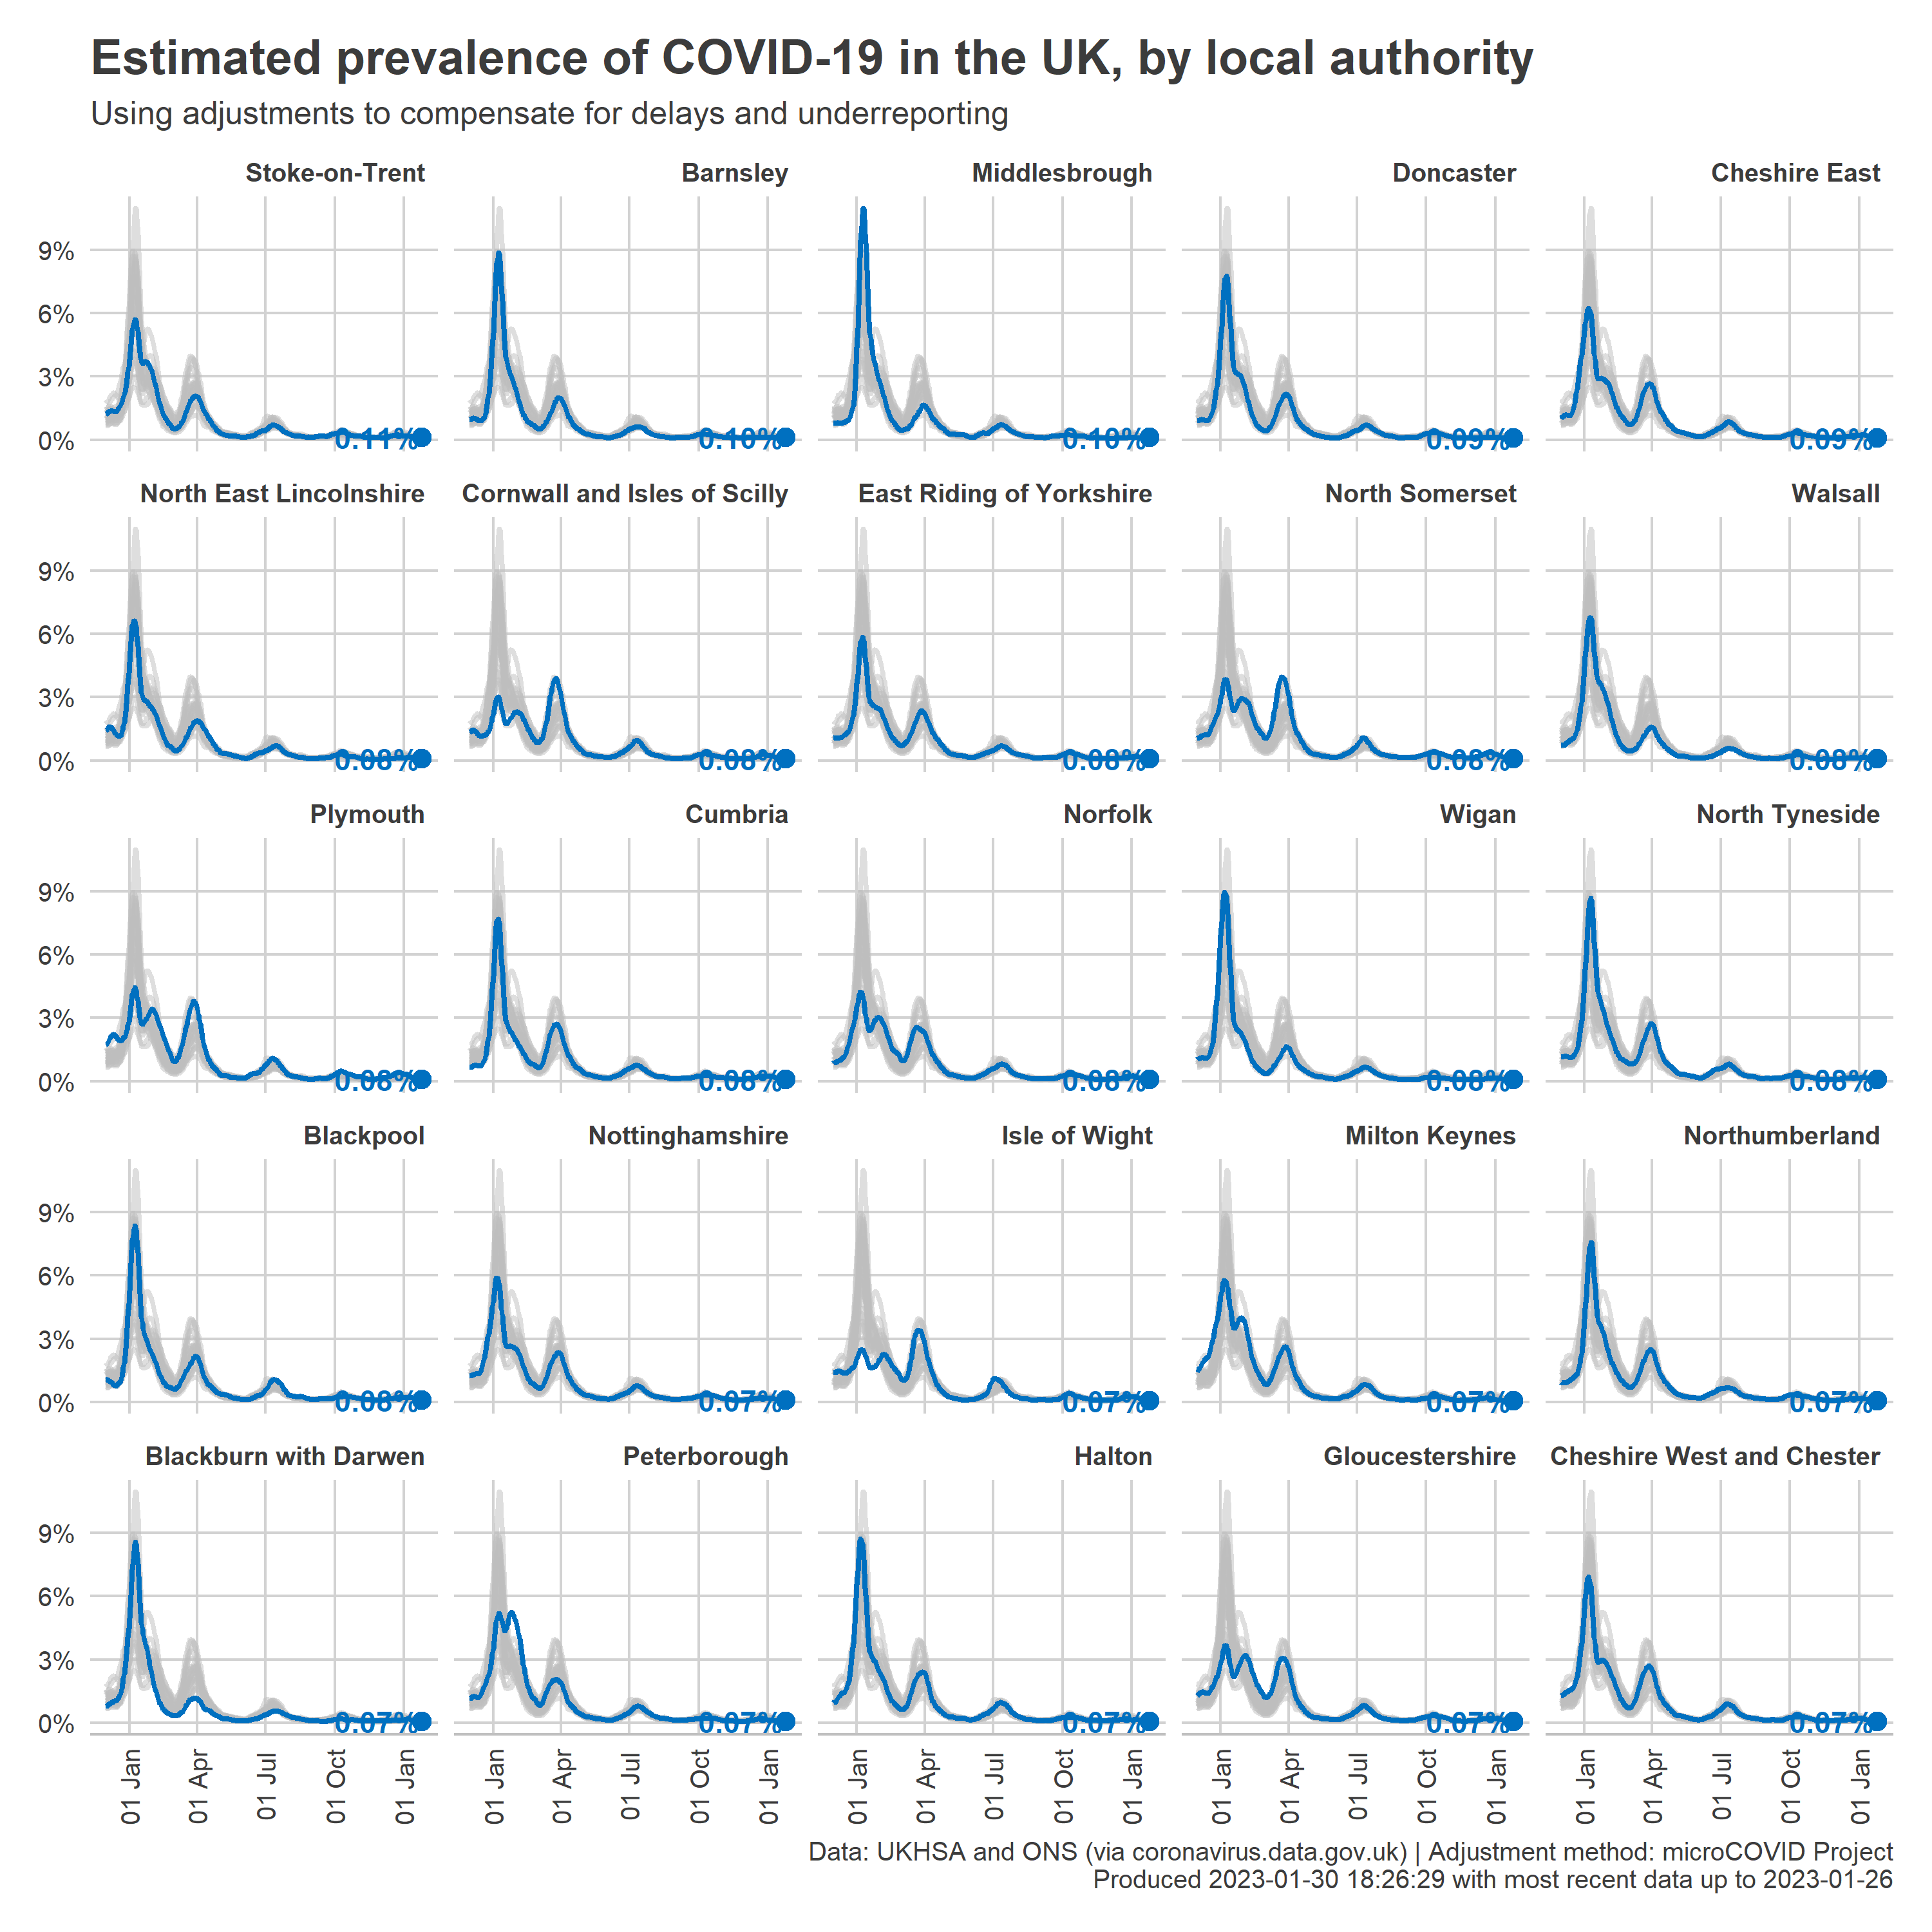 Estimated prevalence of COVID-19 in the UK, by local authority
Using adjustments to compensate for delays and underreporting
Stoke-on-Trent Barnsley Middlesbrough Doncaster Cheshire East
9%
6%
3%
0%
0.11% 0.10% 0.10% 0.09% 0.09%
North East Lincolnshire Cornwall and Isles of Scilly East Riding of Yorkshire North Somerset Walsall
9%
6%
3%
0%
0.08% 0.08% 0.08% 0.08% 0.08%
Plymouth Cumbria Norfolk Wigan North Tyneside
9%
6%
3%
0%
0.08% 0.08% 0.08% 0.08% 0.08%
Blackpool Nottinghamshire Isle of Wight Milton Keynes Northumberland
9%
6%
3%
0%
0.08% 0.07% 0.07% 0.07% 0.07%
Blackburn with Darwen Peterborough Halton Gloucestershire Cheshire West and Chester
9%
6%
3%
0%
0.07% 0.07% 0.07% 0.07% 0.07%
01 Jan 01 Apr 01 Jul 01 Oct 01 Jan 01 Jan 01 Apr 01 Jul 01 Oct 01 Jan 01 Jan 01 Apr 01 Jul 01 Oct 01 Jan 01 Jan 01 Apr 01 Jul 01 Oct 01 Jan 01 Jan 01 Apr 01 Jul 01 Oct 01 Jan
Data: UKHSA and ONS (via coronavirus.data.gov.uk) | Adjustment method: microCOVID Project
Produced 2023-01-30 18:26:29 with most recent data up to 2023-01-26